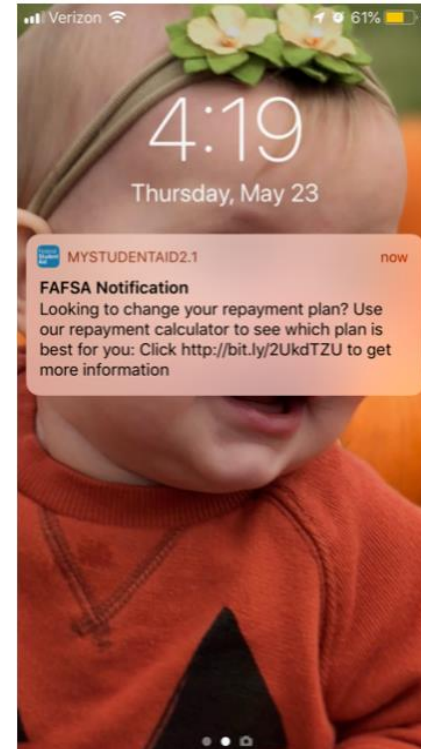 Verizon 61%
4:19
Thursday, May 23
MYSTUDENTAID2.1 now
FAFSA Notification
Looking to change your repayment plan? Use
our repayment calculator to see which plan is
best for you: Click http://bit.ly/2UkdTZU to get
more information